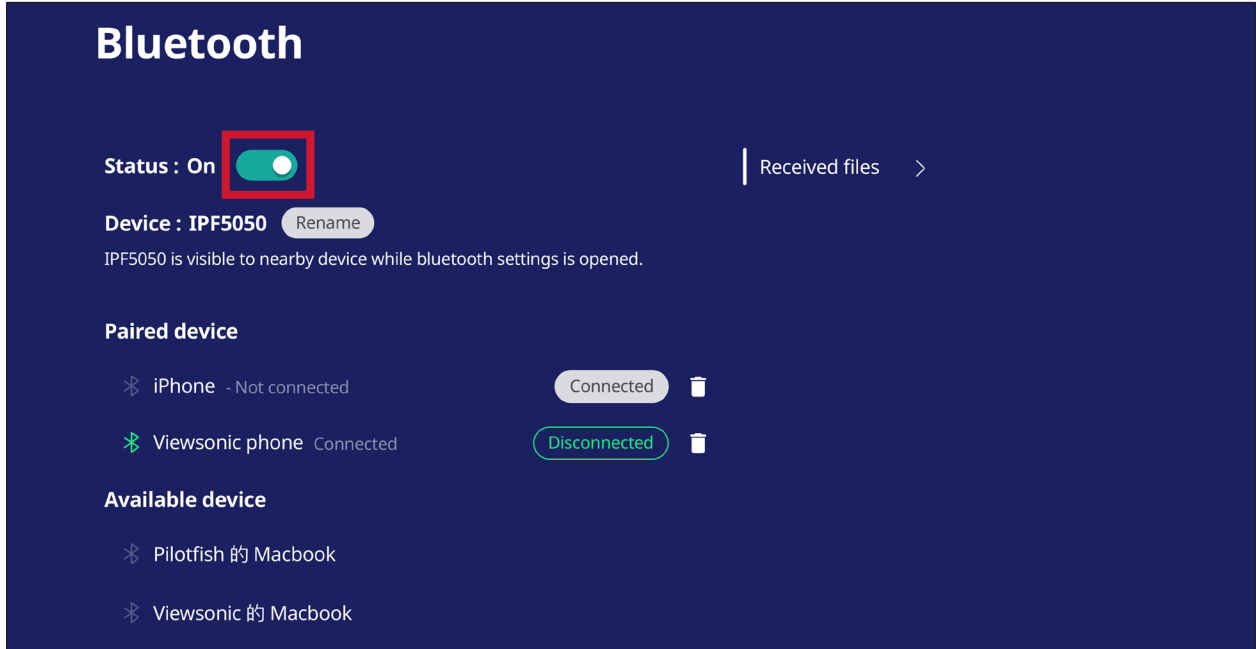 Bluetooth
Status : On
Received files
Device : IPF5050 Rename
IPF5050 is visible to nearby device while bluetooth settings is opened.
Paired device
iPhone - Not connected Connected
Viewsonic phone Connected Disconnected
Available device
Pilotfish 的 Macbook
Viewsonic 的 Macbook